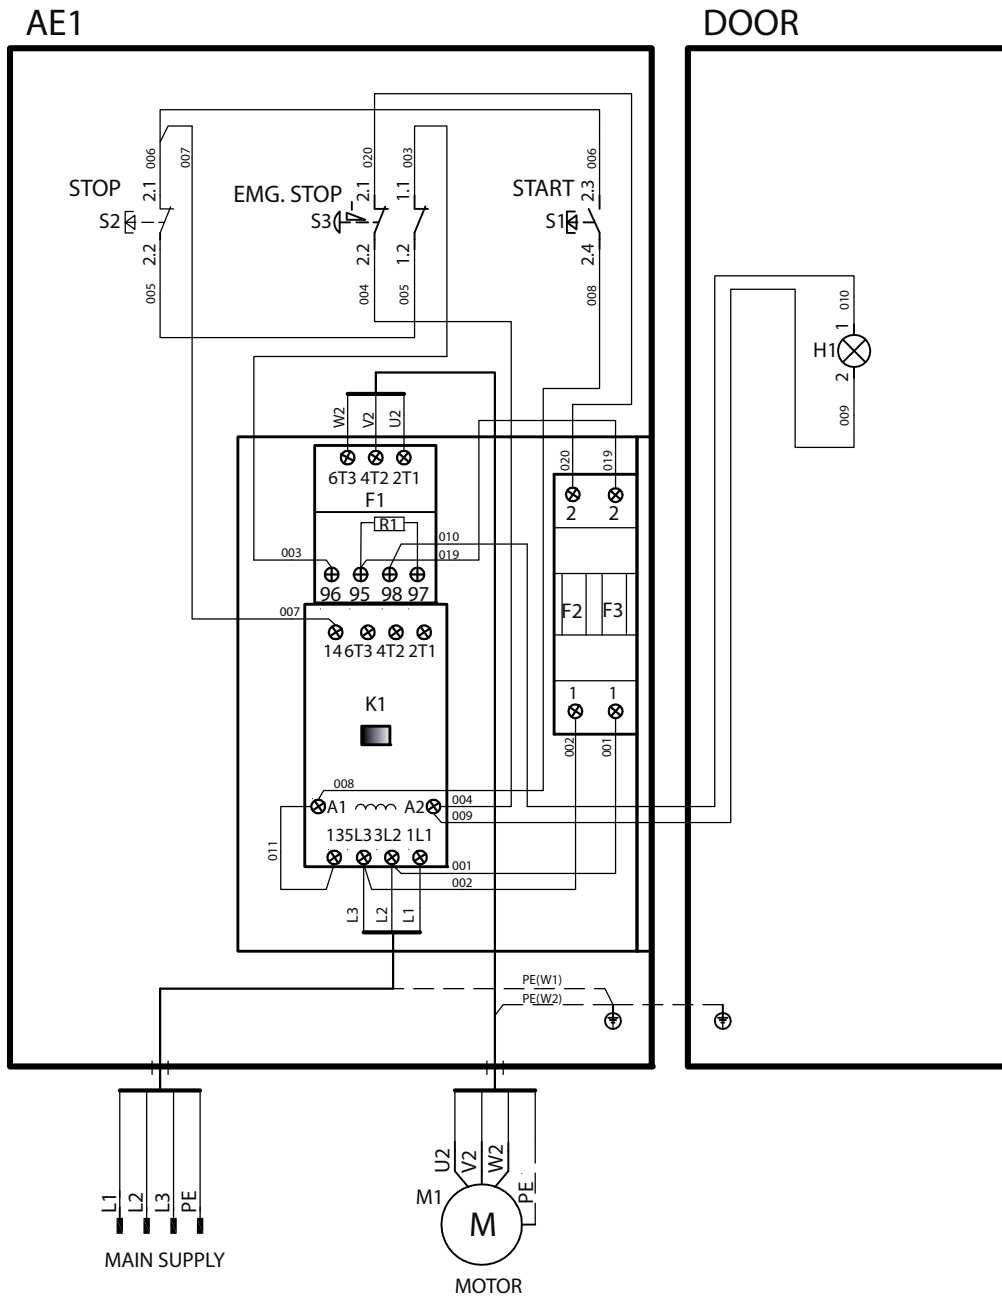 AE1
DOOR
006
007
020
003
006
STOP
2.1
EMG. STOP
2.1
1.1
START
2.3
S2
S3
S1
2.2
2.2
1.2
2.4
005
004
005
008
010
1
H1
2
009
W2
V2
U2
020
019
6T3 4T2 2T1
F1
2
2
R1
010
003
019
96 95 98 97
F2
F3
007
14 6T3 4T2 2T1
K1
1
1
002
001
008
A1
A2
004
009
13 5L3 3L2 1L1
011
001
002
L3
L2
L1
PE(W1)
PE(W2)
L1
L2
L3
PE
U2
V2
W2
PE
M1
M
MAIN SUPPLY
MOTOR